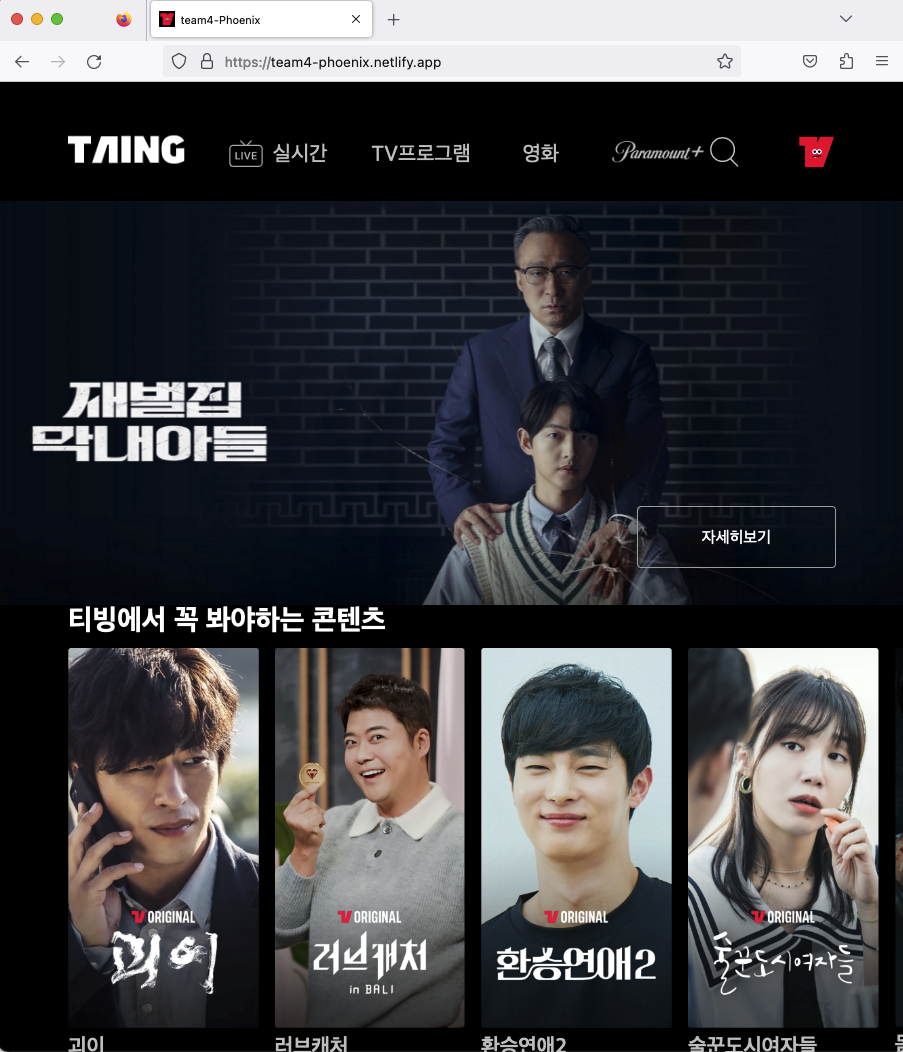 team4-Phoenix
https://team4-phoenix.netlify.app
TAING
LIVE 실시간 TV프로그램 영화 Paramount+
재벌집
막내아들
자세히보기
티빙에서 꼭 봐야하는 콘텐츠
ORIGINAL
괴이
ORIGINAL
러브캐처
in BALI
ORIGINAL
환승연애2
ORIGINAL
술꾼도시여자들
괴이 러브캐처 환승연애2 술꾼도시여자들